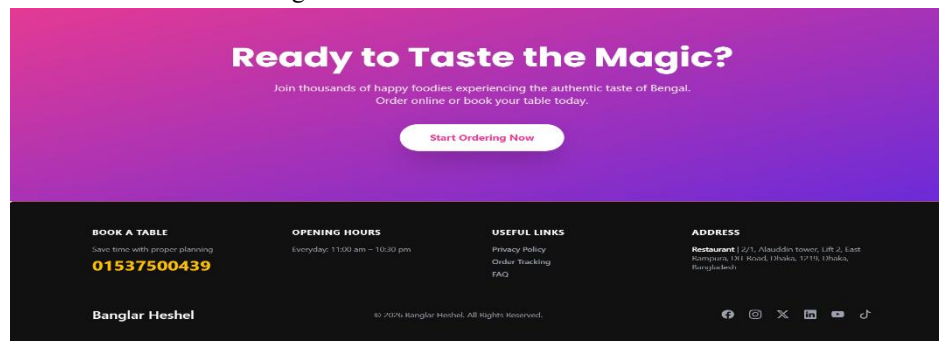 Ready to Taste the Magic?
Join thousands of happy foodies experiencing the authentic taste of Bengal.
Order online or book your table today.
Start Ordering Now
BOOK A TABLE
Save time with proper planning
01537500439
OPENING HOURS
Everyday: 11:00 am – 10:30 pm
USEFUL LINKS
Privacy Policy
Order Tracking
FAQ
ADDRESS
Restaurant | 2/1, Alauddin tower, Lift 2, East
Rampura, DIT Road, Dhaka, 1219, Dhaka,
Bangladesh
Banglar Heshel
© 2026 Banglar Heshel. All Rights Reserved.